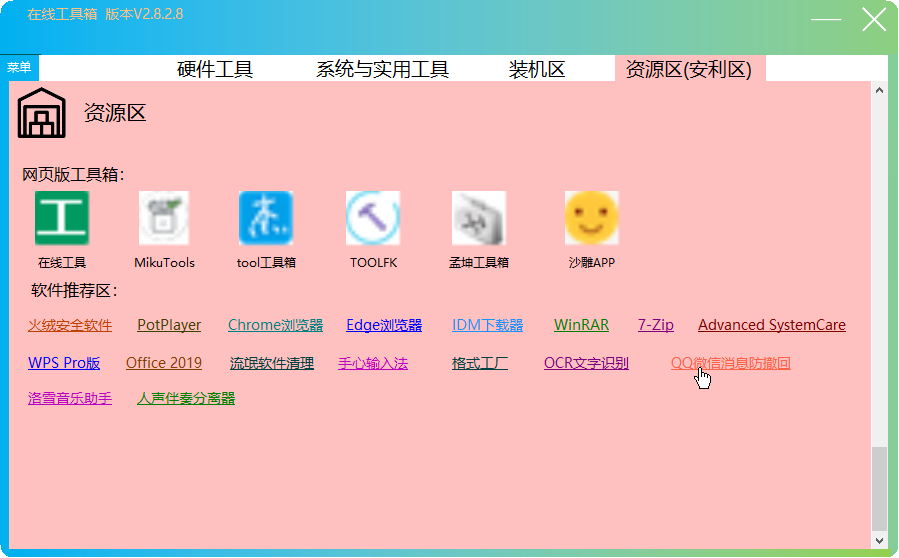 在线工具箱 版本V2.8.2.8
菜单 硬件工具 系统与实用工具 装机区 资源区(安利区)
资源区
网页版工具箱：
在线工具 MikuTools tool工具箱 TOOLFK 孟坤工具箱 沙雕APP
软件推荐区：
火绒安全软件 PotPlayer Chrome浏览器 Edge浏览器 IDM下载器 WinRAR 7-Zip Advanced SystemCare
WPS Pro版 Office 2019 流氓软件清理 手心输入法 格式工厂 OCR文字识别 QQ微信消息防撤回
洛雪音乐助手 人声伴奏分离器